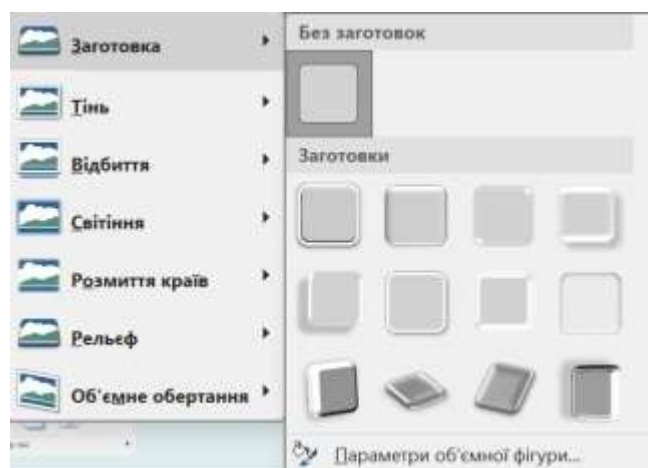 Заготовка
Тінь
Відбиття
Світіння
Розмиття країв
Рельєф
Об'ємне обертання
Без заготовок
Заготовки
Параметри об'ємної фігури...